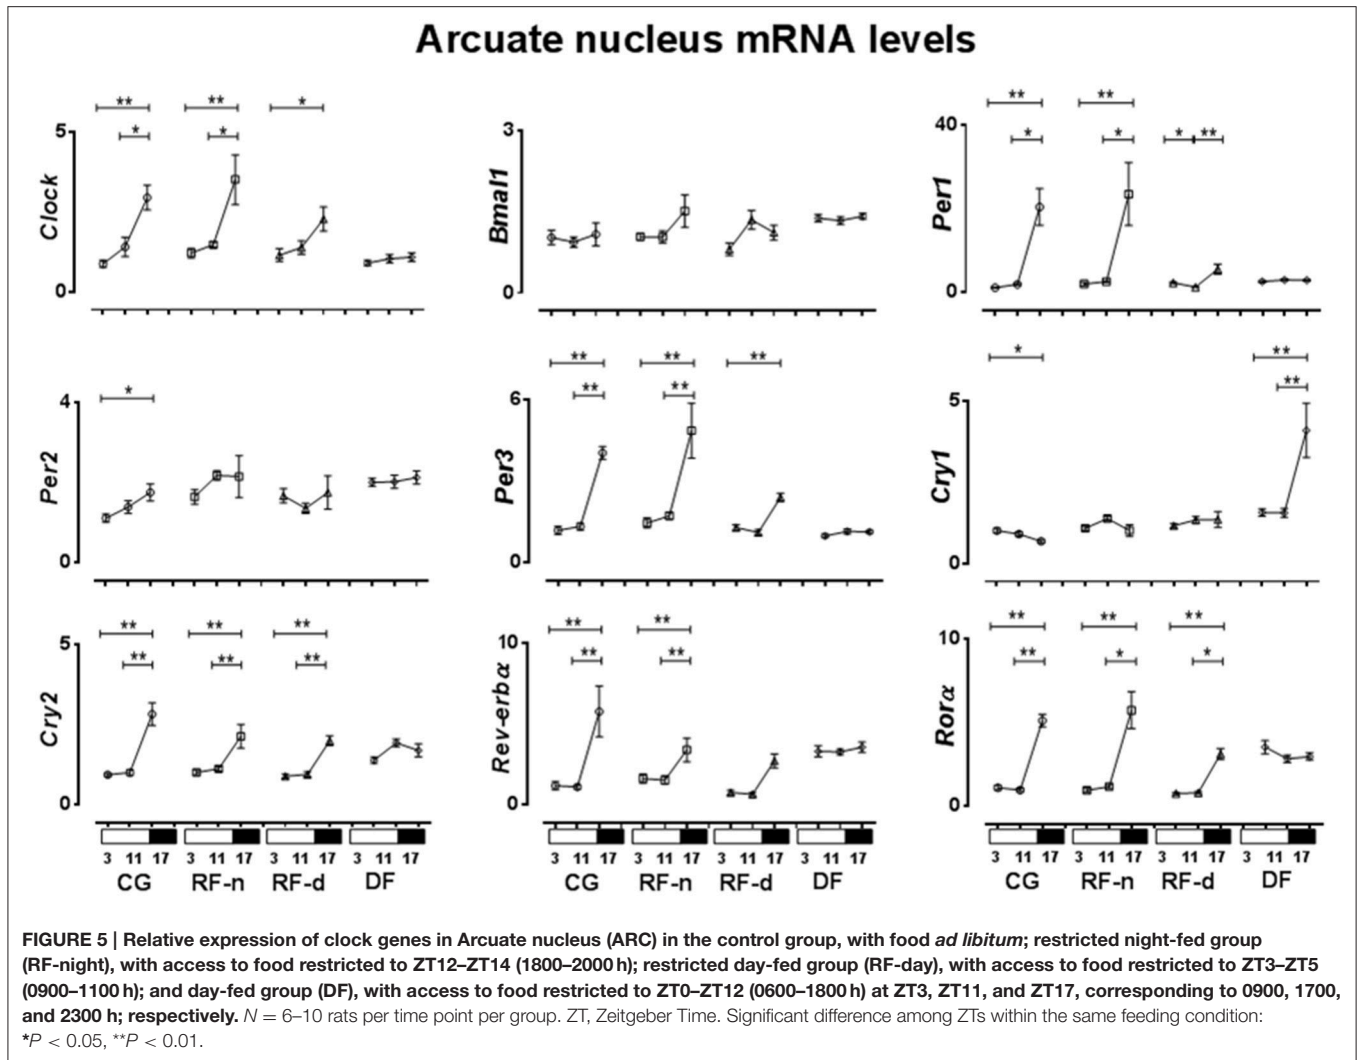 Arcuate nucleus mRNA levels
** ** *
* *
5
Clock
0
3
Bmal1
0
** **
* * * **
40
Per1
0
*
4
Per2
0
** ** **
** **
6
Per3
0
* **
**
5
Cry1
0
** ** **
** ** **
5
Cry2
0
** **
** **
10
Rev-erbα
0
** ** **
** * *
10
Rorα
0
3 11 17 3 11 17 3 11 17 3 11 17
CG RF-n RF-d DF
3 11 17 3 11 17 3 11 17 3 11 17
CG RF-n RF-d DF
3 11 17 3 11 17 3 11 17 3 11 17
CG RF-n RF-d DF
FIGURE 5 | Relative expression of clock genes in Arcuate nucleus (ARC) in the control group, with food ad libitum; restricted night-fed group
(RF-night), with access to food restricted to ZT12–ZT14 (1800–2000 h); restricted day-fed group (RF-day), with access to food restricted to ZT3–ZT5
(0900–1100 h); and day-fed group (DF), with access to food restricted to ZT0–ZT12 (0600–1800 h) at ZT3, ZT11, and ZT17, corresponding to 0900, 1700,
and 2300 h; respectively. N = 6–10 rats per time point per group. ZT, Zeitgeber Time. Significant difference among ZTs within the same feeding condition:
*P < 0.05, **P < 0.01.